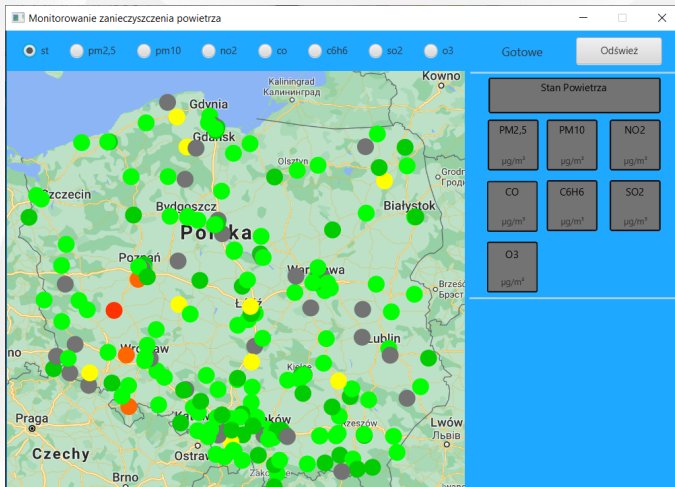 Monitorowanie zanieczyszczenia powietrza
st pm2,5 pm10 no2 co c6h6 so2 o3 Gotowe Odśwież
Stan Powietrza
PM2,5 PM10 NO2
µg/m³ µg/m³ µg/m³
CO C6H6 SO2
µg/m³ µg/m³ µg/m³
O3
µg/m³
Kaliningrad
Калининград
Kowno
Gdynia
Gdańsk
Olsztyn
Szczecin
Bydgoszcz
Białystok
Polska
Poznań
Warszawa
Łódź
Lublin
Wrocław
Kielce
Praga
Rzeszów
Lwów
Львів
Czechy
Brno